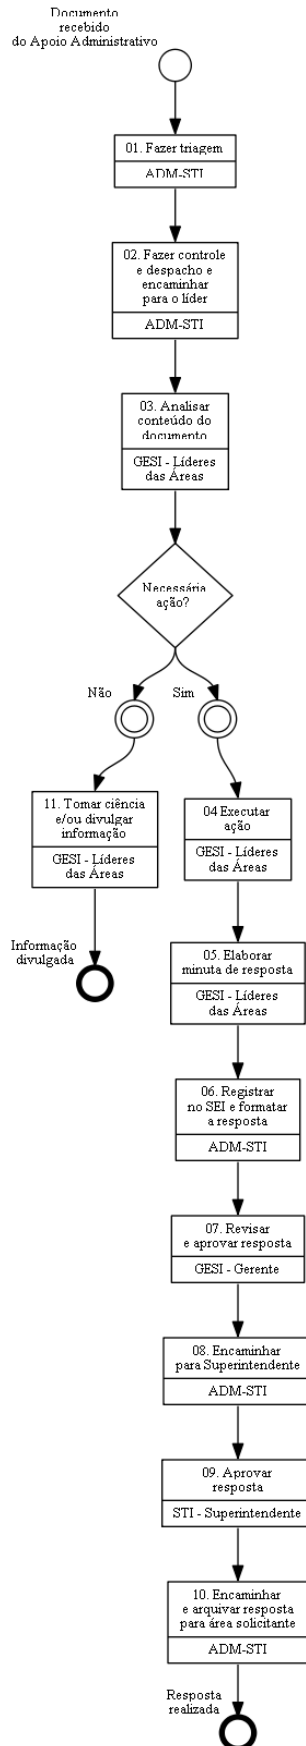 Documento
recebido
do Apoio Administrativo
01. Fazer triagem
ADM-STI
02. Fazer controle
e despacho e
encaminhar
para o líder
ADM-STI
03. Analisar
conteúdo do
documento
GESI - Líderes
das Áreas
Necessária
ação?
Não
Sim
11. Tomar ciência
e/ou divulgar
informação
GESI - Líderes
das Áreas
04 Executar
ação
GESI - Líderes
das Áreas
Informação
divulgada
05. Elaborar
minuta de resposta
GESI - Líderes
das Áreas
06. Registrar
no SEI e formatar
a resposta
ADM-STI
07. Revisar
e aprovar resposta
GESI - Gerente
08. Encaminhar
para Superintendente
ADM-STI
09. Aprovar
resposta
STI - Superintendente
10. Encaminhar
e arquivar resposta
para área solicitante
ADM-STI
Resposta
realizada